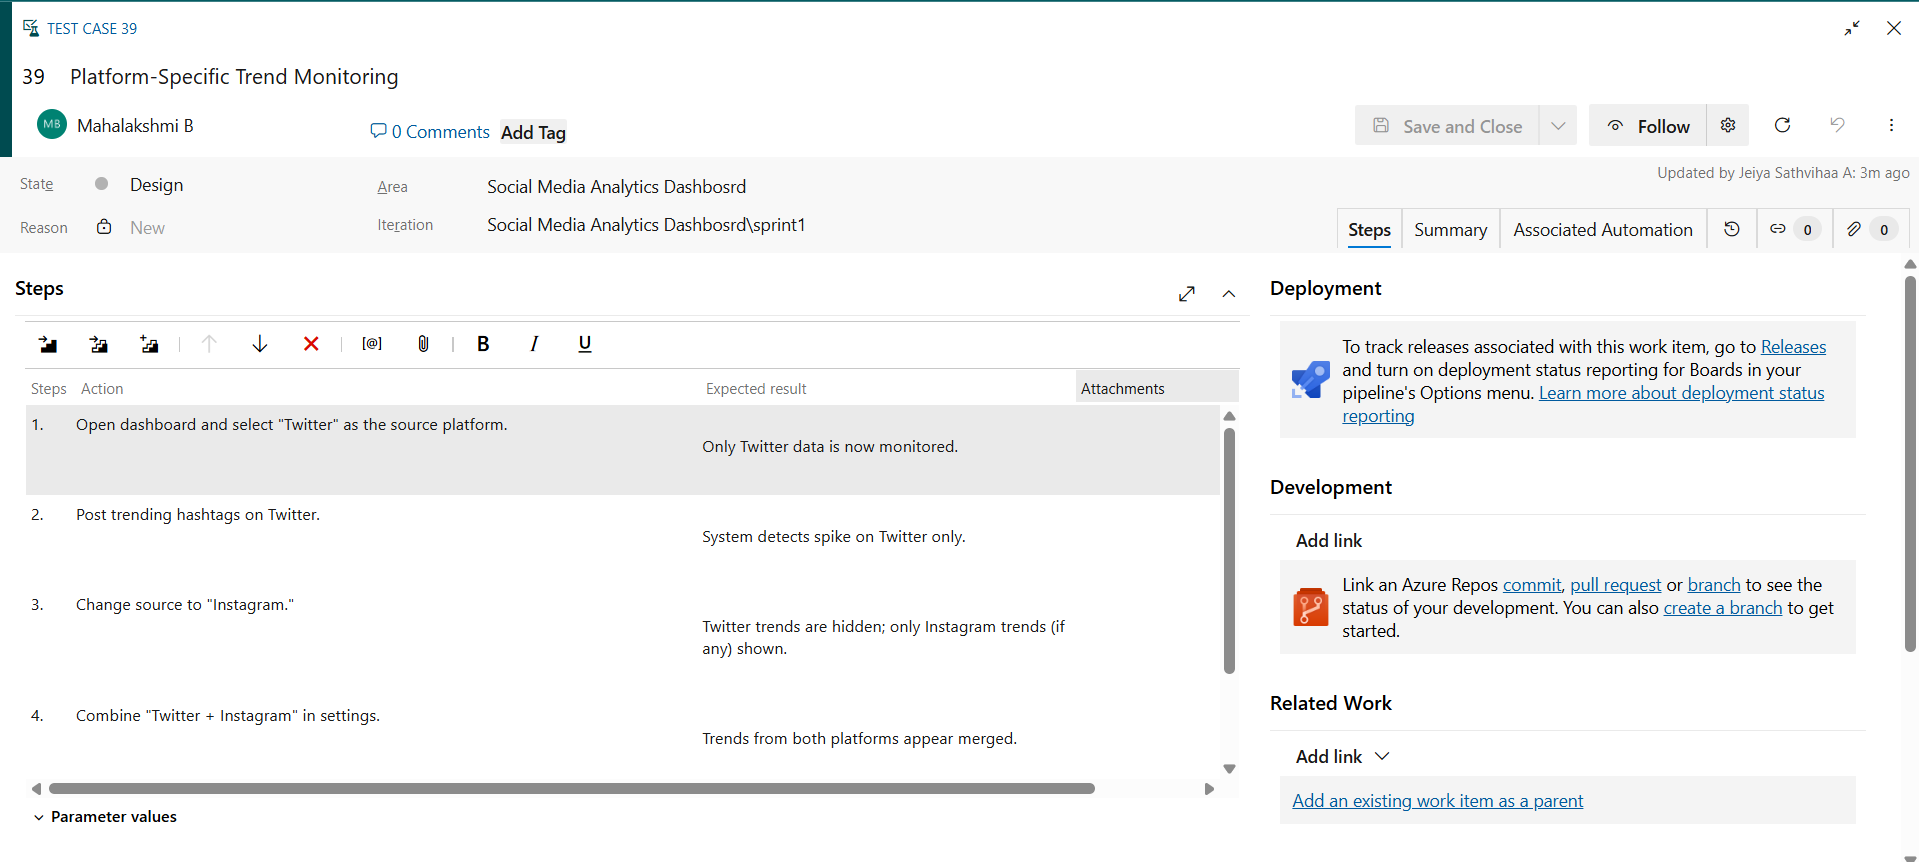 TEST CASE 39
39 Platform-Specific Trend Monitoring
MB Mahalakshmi B
0 Comments Add Tag
Save and Close
Follow
Updated by Jeiya Sathvihaa A: 3m ago
State Design
Area Social Media Analytics Dashbosrd
Reason New
Iteration Social Media Analytics Dashbosrd\sprint1
Steps Summary Associated Automation 0 0
Steps
[@] B I U
Steps Action Expected result Attachments
1. Open dashboard and select "Twitter" as the source platform.
Only Twitter data is now monitored.
2. Post trending hashtags on Twitter.
System detects spike on Twitter only.
3. Change source to "Instagram."
Twitter trends are hidden; only Instagram trends (if
any) shown.
4. Combine "Twitter + Instagram" in settings.
Trends from both platforms appear merged.
Parameter values
Deployment
To track releases associated with this work item, go to Releases
and turn on deployment status reporting for Boards in your
pipeline's Options menu. Learn more about deployment status
reporting
Development
Add link
Link an Azure Repos commit, pull request or branch to see the
status of your development. You can also create a branch to get
started.
Related Work
Add link
Add an existing work item as a parent